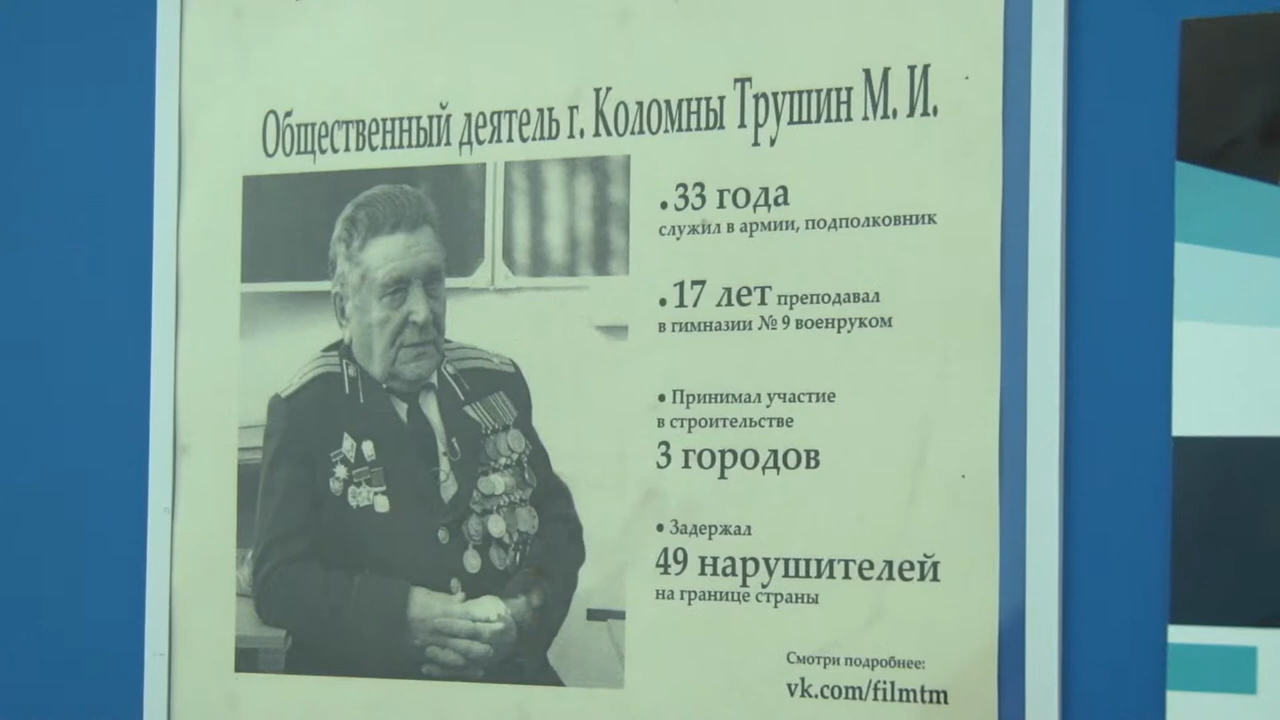 Общественный деятель г. Коломны Трушин М. И.
• 33 года
служил в армии, подполковник
• 17 лет преподавал
в гимназии № 9 военруком
• Принимал участие
в строительстве
3 городов
• Задержал
49 нарушителей
на границе страны
Смотри подробнее:
vk.com/filmtm